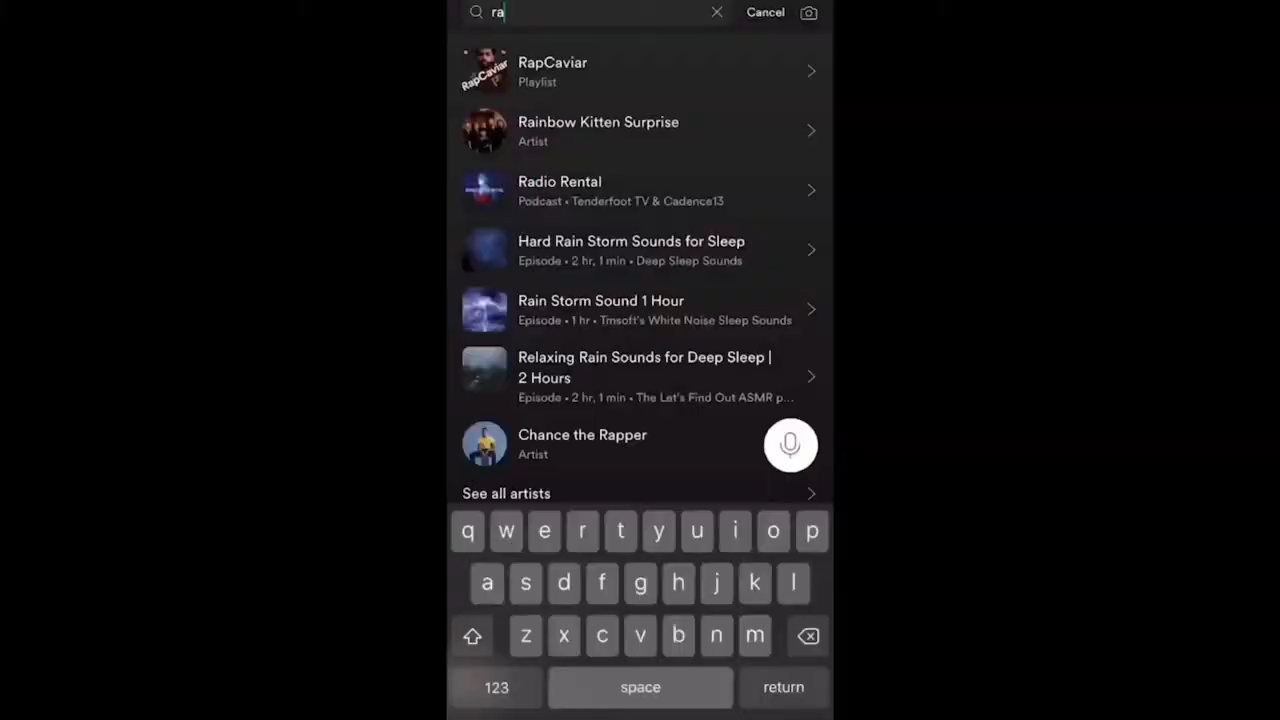 ra
Cancel
RapCaviar
RapCaviar
Playlist
Rainbow Kitten Surprise
Artist
Radio Rental
Podcast • Tenderfoot TV & Cadence13
Hard Rain Storm Sounds for Sleep
Episode • 2 hr, 1 min • Deep Sleep Sounds
Rain Storm Sound 1 Hour
Episode • 1 hr • Tmsoft's White Noise Sleep Sounds
Relaxing Rain Sounds for Deep Sleep |
2 Hours
Episode • 2 hr, 1 min • The Let's Find Out ASMR p...
Chance the Rapper
Artist
See all artists
q w e r t y u i o p
a s d f g h j k l
z x c v b n m
123 space return